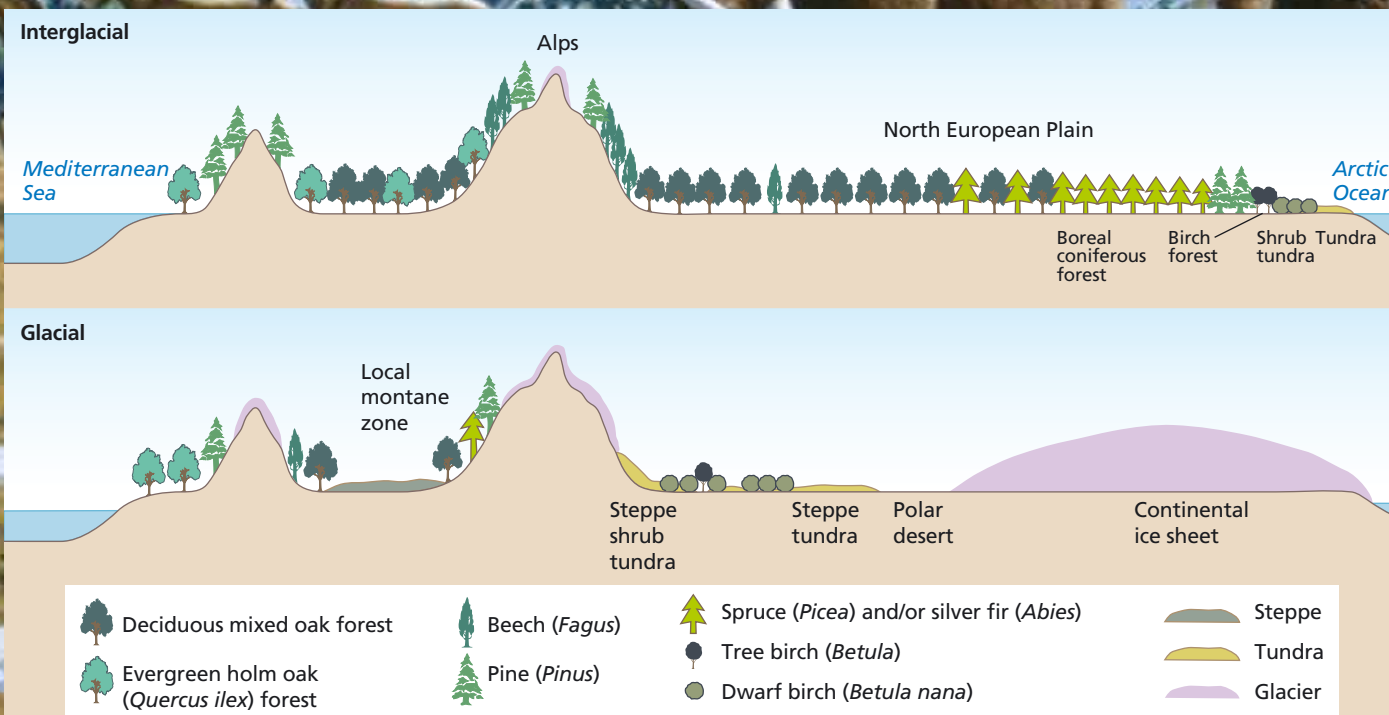 Interglacial
Alps
North European Plain
Mediterranean
Sea
Arctic
Ocean
Boreal
coniferous
forest
Birch
forest
Shrub
tundra
Tundra
Glacial
Local
montane
zone
Steppe
shrub
tundra
Steppe
tundra
Polar
desert
Continental
ice sheet
Deciduous mixed oak forest
Evergreen holm oak
(Quercus ilex) forest
Beech (Fagus)
Pine (Pinus)
Spruce (Picea) and/or silver fir (Abies)
Tree birch (Betula)
Dwarf birch (Betula nana)
Steppe
Tundra
Glacier